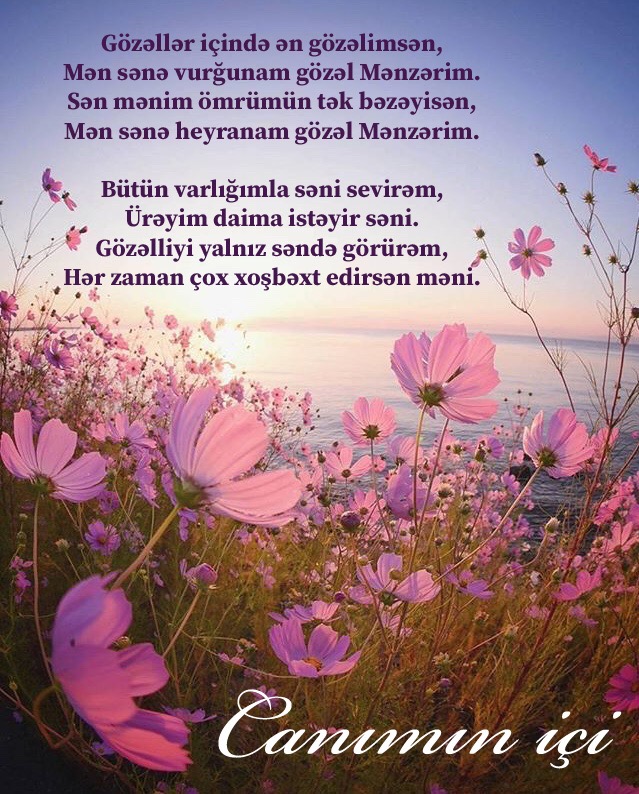 Gözəllər içində ən gözəlimsən,
Mən sənə vurğunam gözəl Mənzərim.
Sən mənim ömrümün tək bəzəyisən,
Mən sənə heyranam gözəl Mənzərim.
Bütün varlığımla səni sevirəm,
Ürəyim daima istəyir səni.
Gözəlliyi yalnız səndə görürəm,
Hər zaman çox xoşbəxt edirsən məni.
Canımın içi